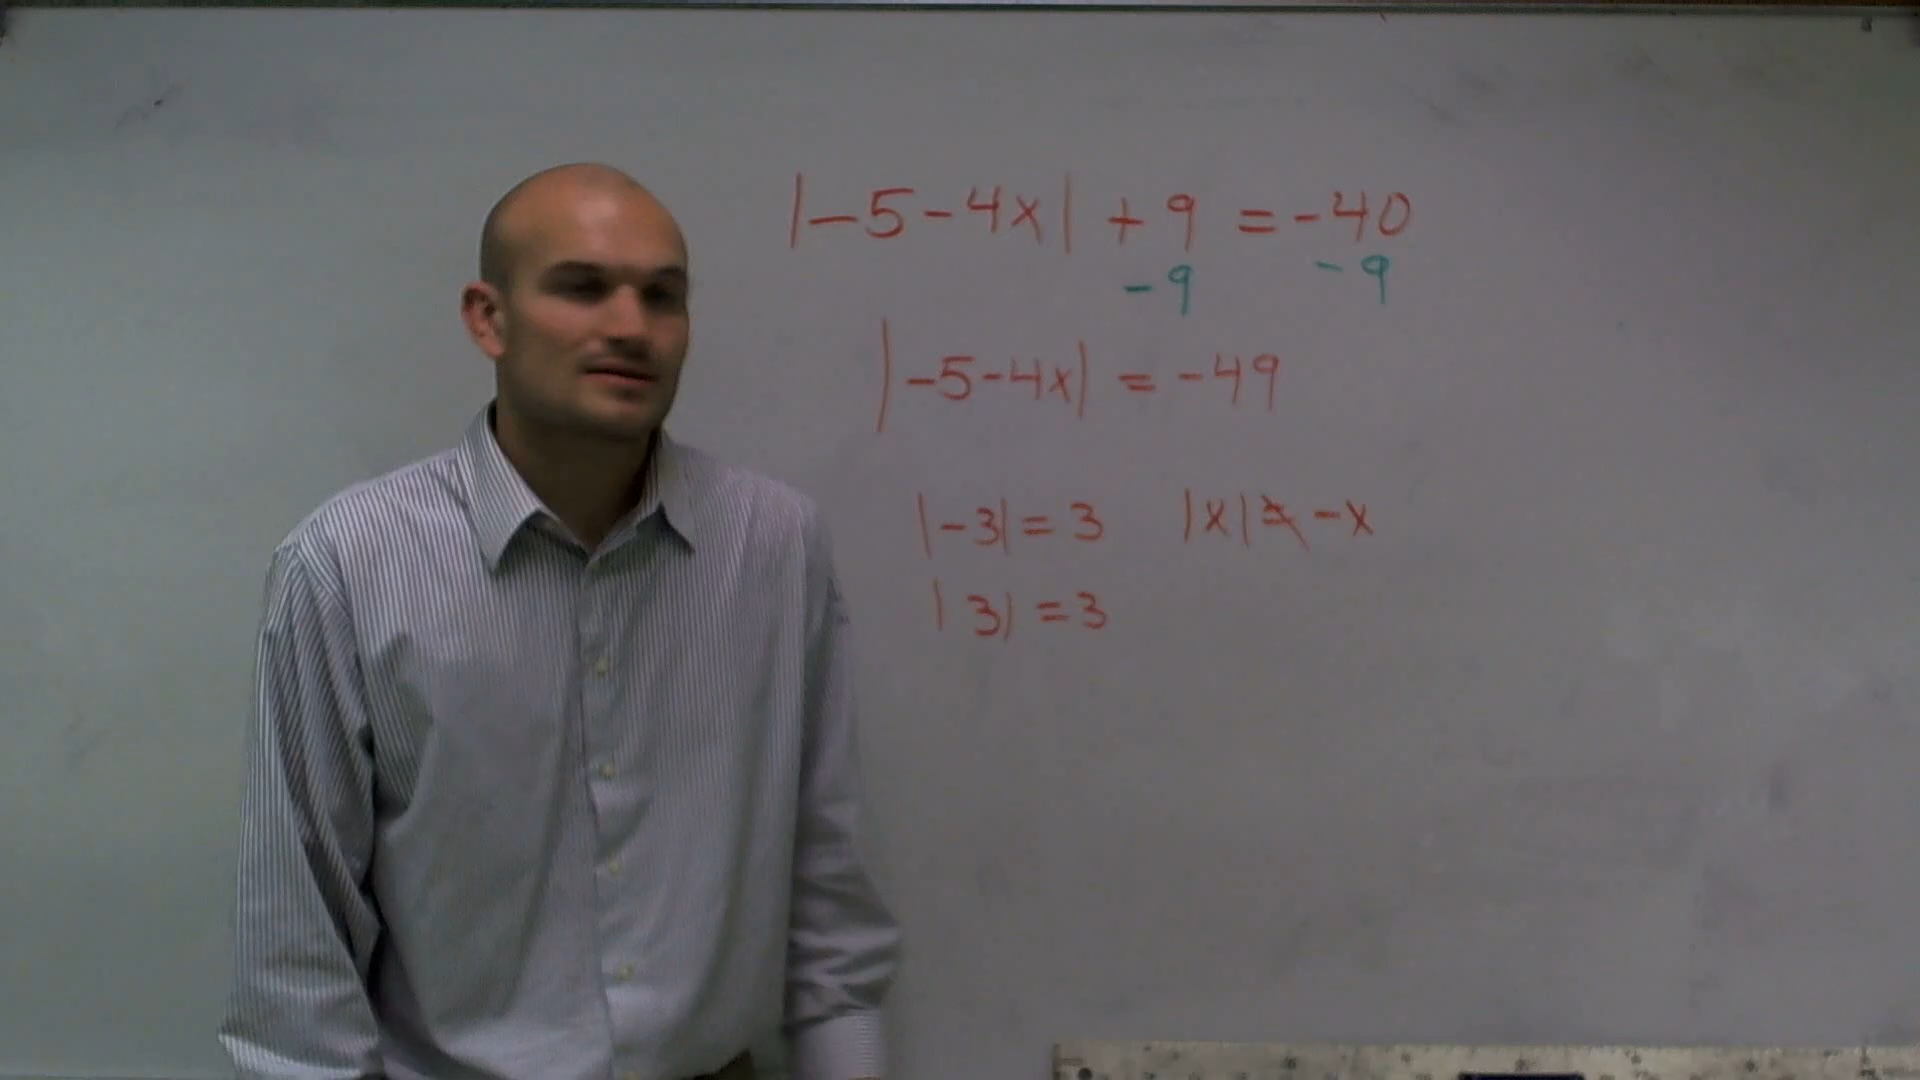 |-5-4x| + 9 = -40
-9 -9
|-5-4x| = -49
|-3| = 3 |x| ≠ -x
|3| = 3